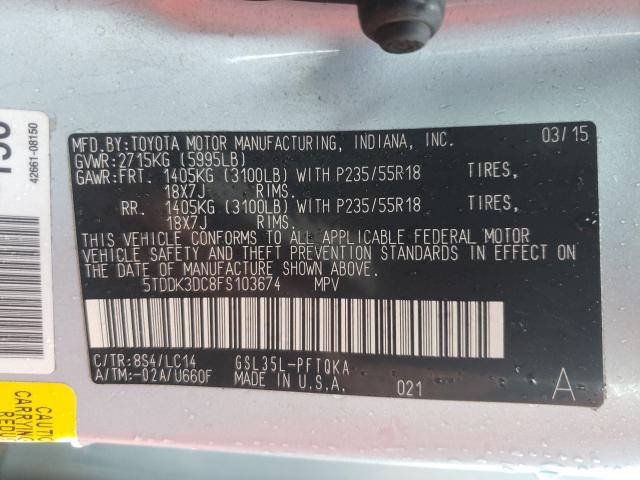 MFD.BY:TOYOTA MOTOR MANUFACTURING, INDIANA, INC. 03/15
GVWR:2715KG (5995LB)
GAWR:FRT. 1405KG (3100LB) WITH P235/55R18 TIRES,
18X7J RIMS.
RR. 1405KG (3100LB) WITH P235/55R18 TIRES,
18X7J RIMS.
THIS VEHICLE CONFORMS TO ALL APPLICABLE FEDERAL MOTOR
VEHICLE SAFETY AND THEFT PREVENTION STANDARDS IN EFFECT ON
THE DATE OF MANUFACTURE SHOWN ABOVE.
5TDDK3DC8FS103674 MPV
C/TR:8S4/LC14 GSL35L-PFTQKA
A/TM:-02A/U660F MADE IN U.S.A. 021 A
42661-08150
CAUTIO
CARRYING
REDU